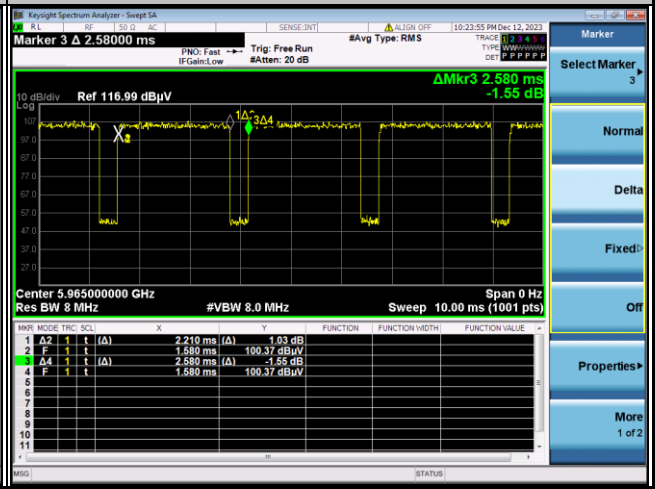 Keysight Spectrum Analyzer - Swept SA
RL RF 50 Ω AC SENSE:INT ALIGN OFF 10:23:55 PM Dec 12, 2023
Marker 3 Δ 2.58000 ms
PNO: Fast
IFGain:Low
Trig: Free Run
#Atten: 20 dB
#Avg Type: RMS
TRACE 1 2 3 4 5 6
TYPE WWWWWW
DET P P P P P P
ΔMkr3 2.580 ms
-1.55 dB
10 dB/div Ref 116.99 dBµV
Log
107
97.0
87.0
77.0
67.0
57.0
47.0
37.0
27.0
3Δ4
Center 5.965000000 GHz Span 0 Hz
Res BW 8 MHz #VBW 8.0 MHz Sweep 10.00 ms (1001 pts)
MKR MODE TRC SCL X Y FUNCTION FUNCTION WIDTH FUNCTION VALUE
1 Δ2 1 t (Δ) 2.210 ms (Δ) 1.03 dB
2 F 1 t 1.580 ms 100.37 dBµV
3 Δ4 1 t (Δ) 2.580 ms (Δ) -1.55 dB
4 F 1 t 1.580 ms 100.37 dBµV
5
6
7
8
9
10
11
MSG STATUS
Marker
Select Marker
3
Normal
Delta
Fixed
Off
Properties
More
1 of 2